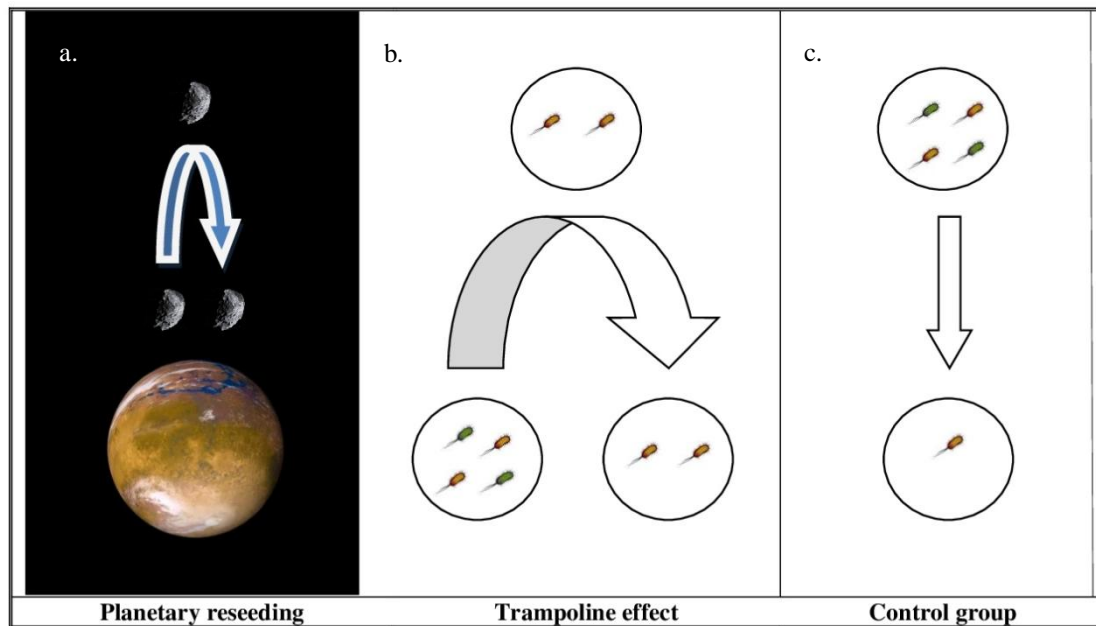 a.
b.
c.
Planetary reseeding
Trampoline effect
Control group